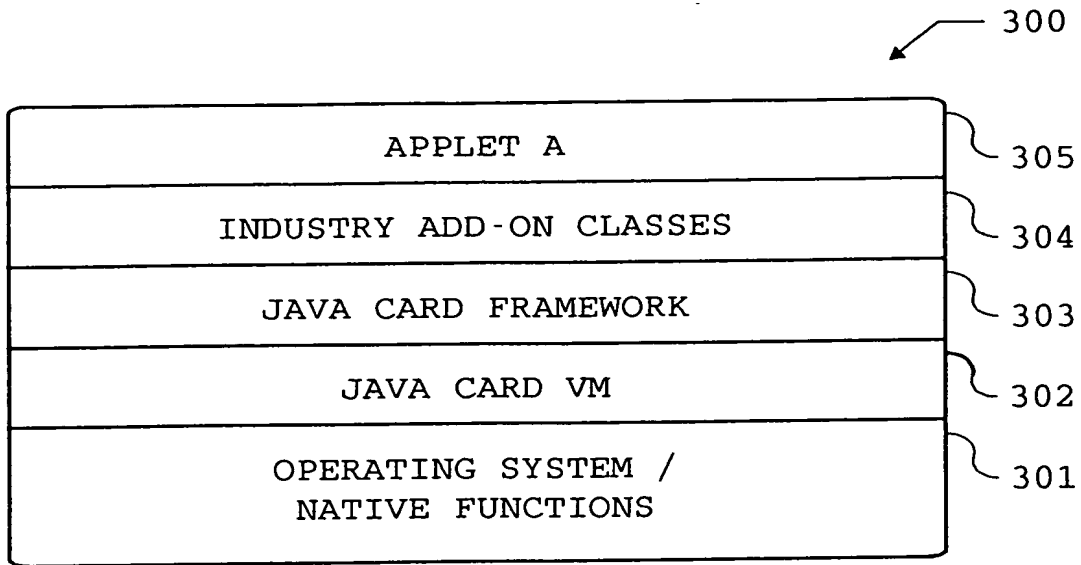 300
APPLET A
305
INDUSTRY ADD-ON CLASSES
304
JAVA CARD FRAMEWORK
303
JAVA CARD VM
302
OPERATING SYSTEM /
NATIVE FUNCTIONS
301